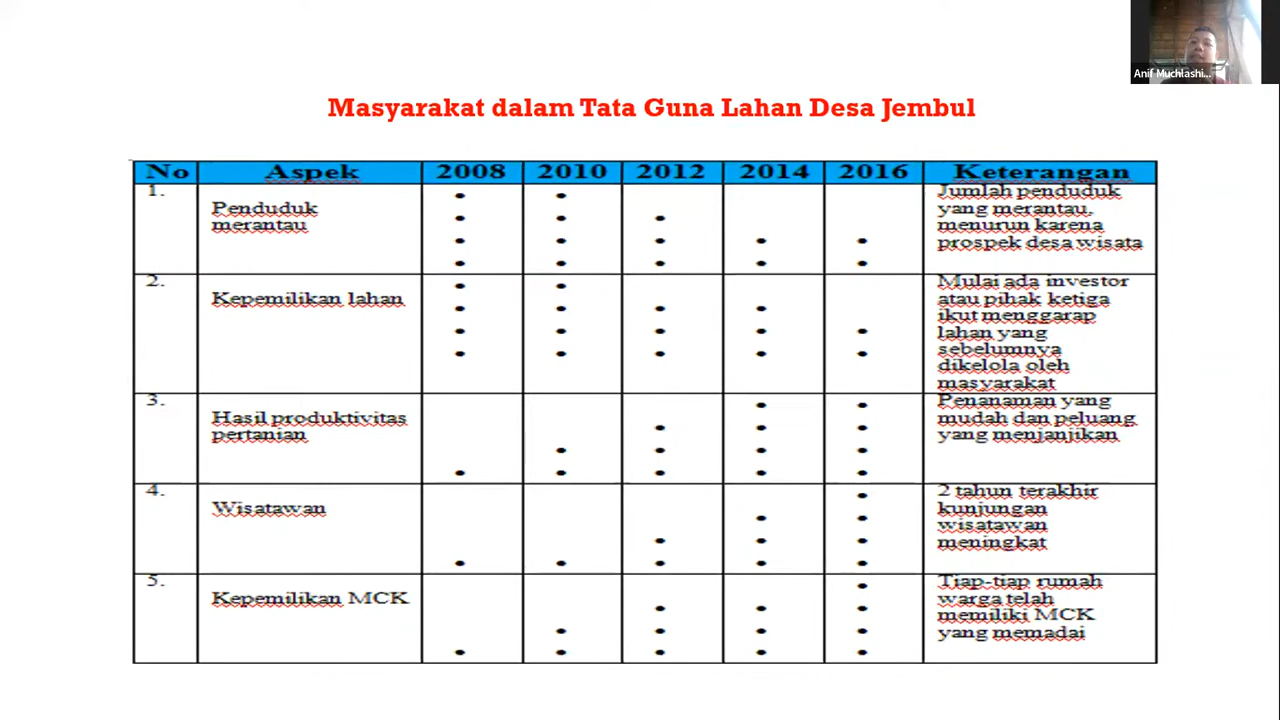 Anif Muchlashi...
Masyarakat dalam Tata Guna Lahan Desa Jembul
No Aspek 2008 2010 2012 2014 2016 Keterangan
1.
Penduduk
merantau
Jumlah penduduk
yang merantau,
menurun karena
prospek desa wisata
2.
Kepemilikan lahan
Mulai ada investor
atau pihak ketiga
ikut menggarap
lahan yang
sebelumnya
dikelola oleh
masyarakat
3.
Hasil produktivitas
pertanian
Penanaman yang
mudah dan peluang
yang menjanjikan
4.
Wisatawan
2 tahun terakhir
kunjungan
wisatawan
meningkat
5.
Kepemilikan MCK
Tiap-tiap rumah
warga telah
memiliki MCK
yang memadai